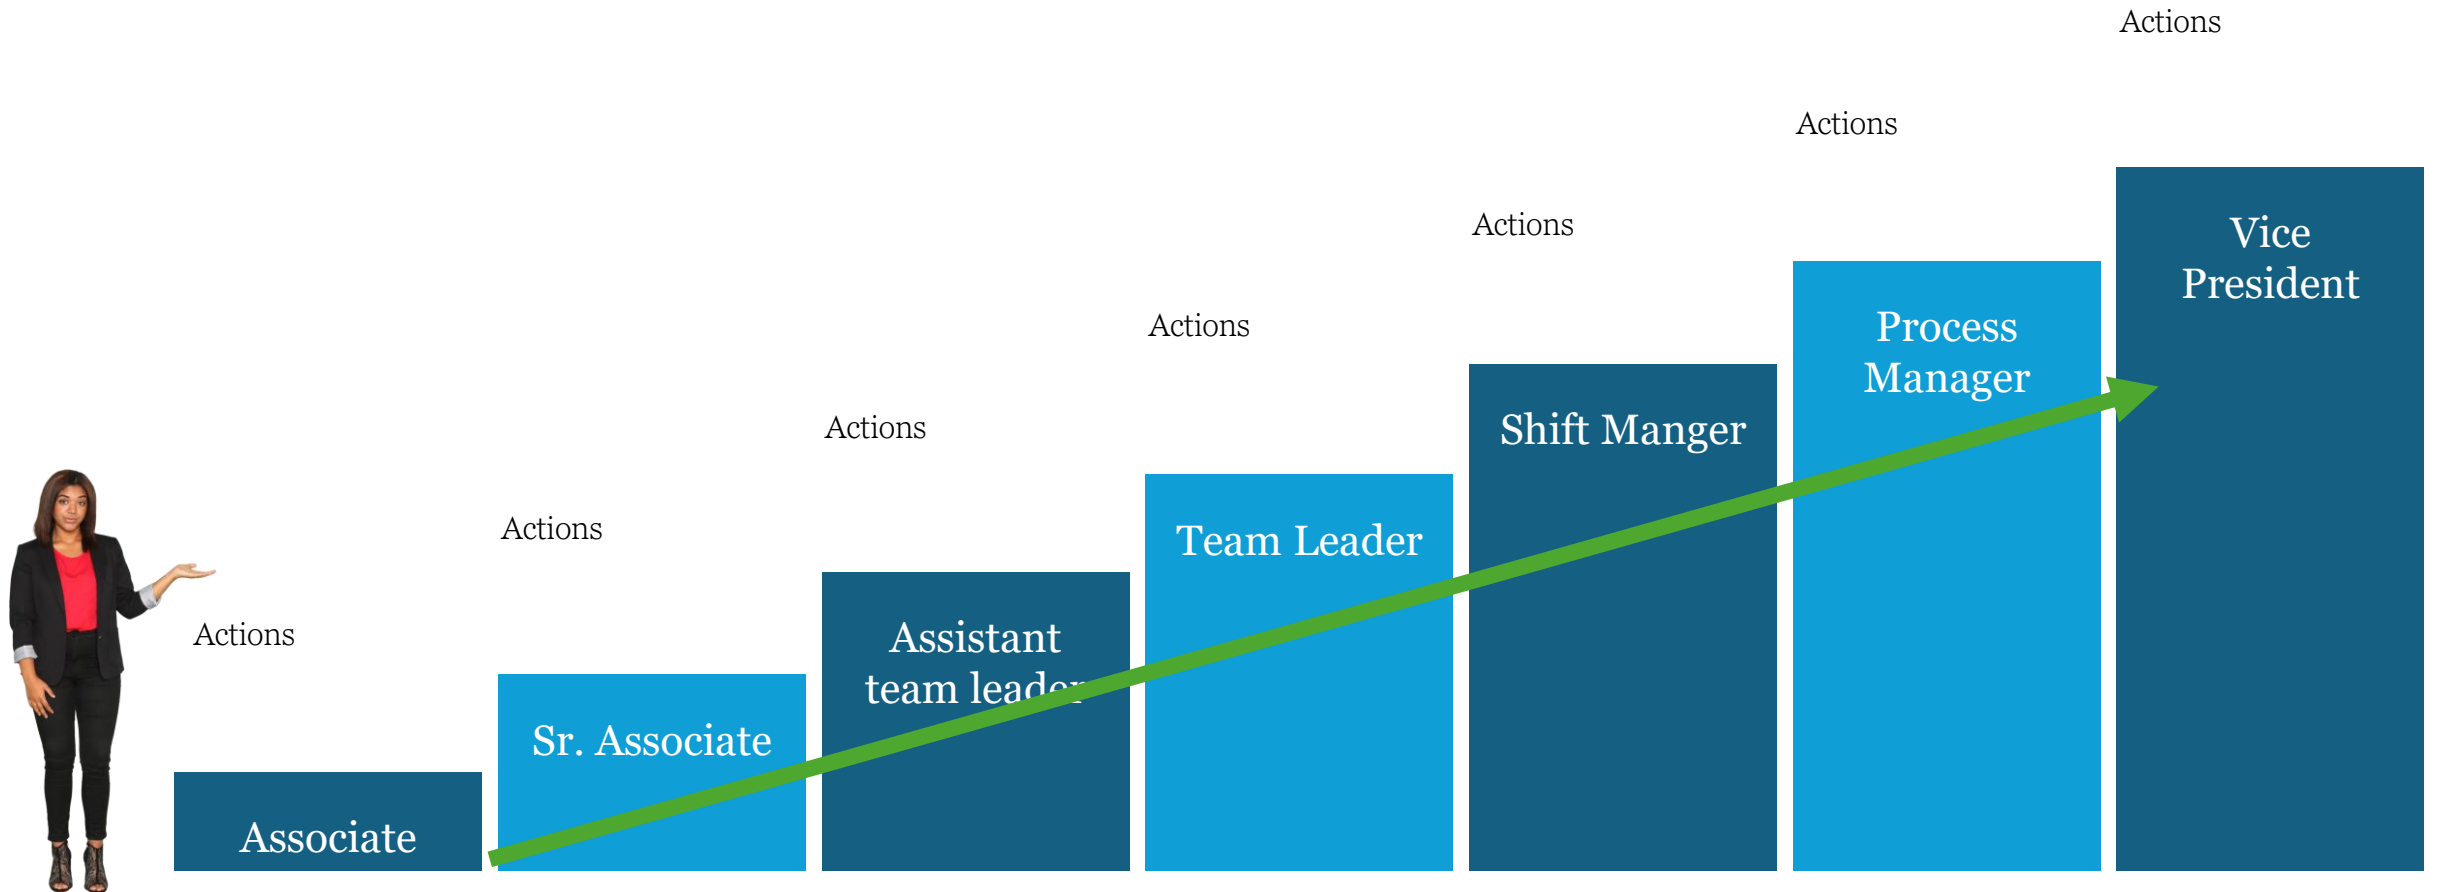 Actions
Associate
Actions
Sr. Associate
Actions
Assistant
team leader
Actions
Team Leader
Actions
Shift Manger
Actions
Process
Manager
Actions
Vice
President